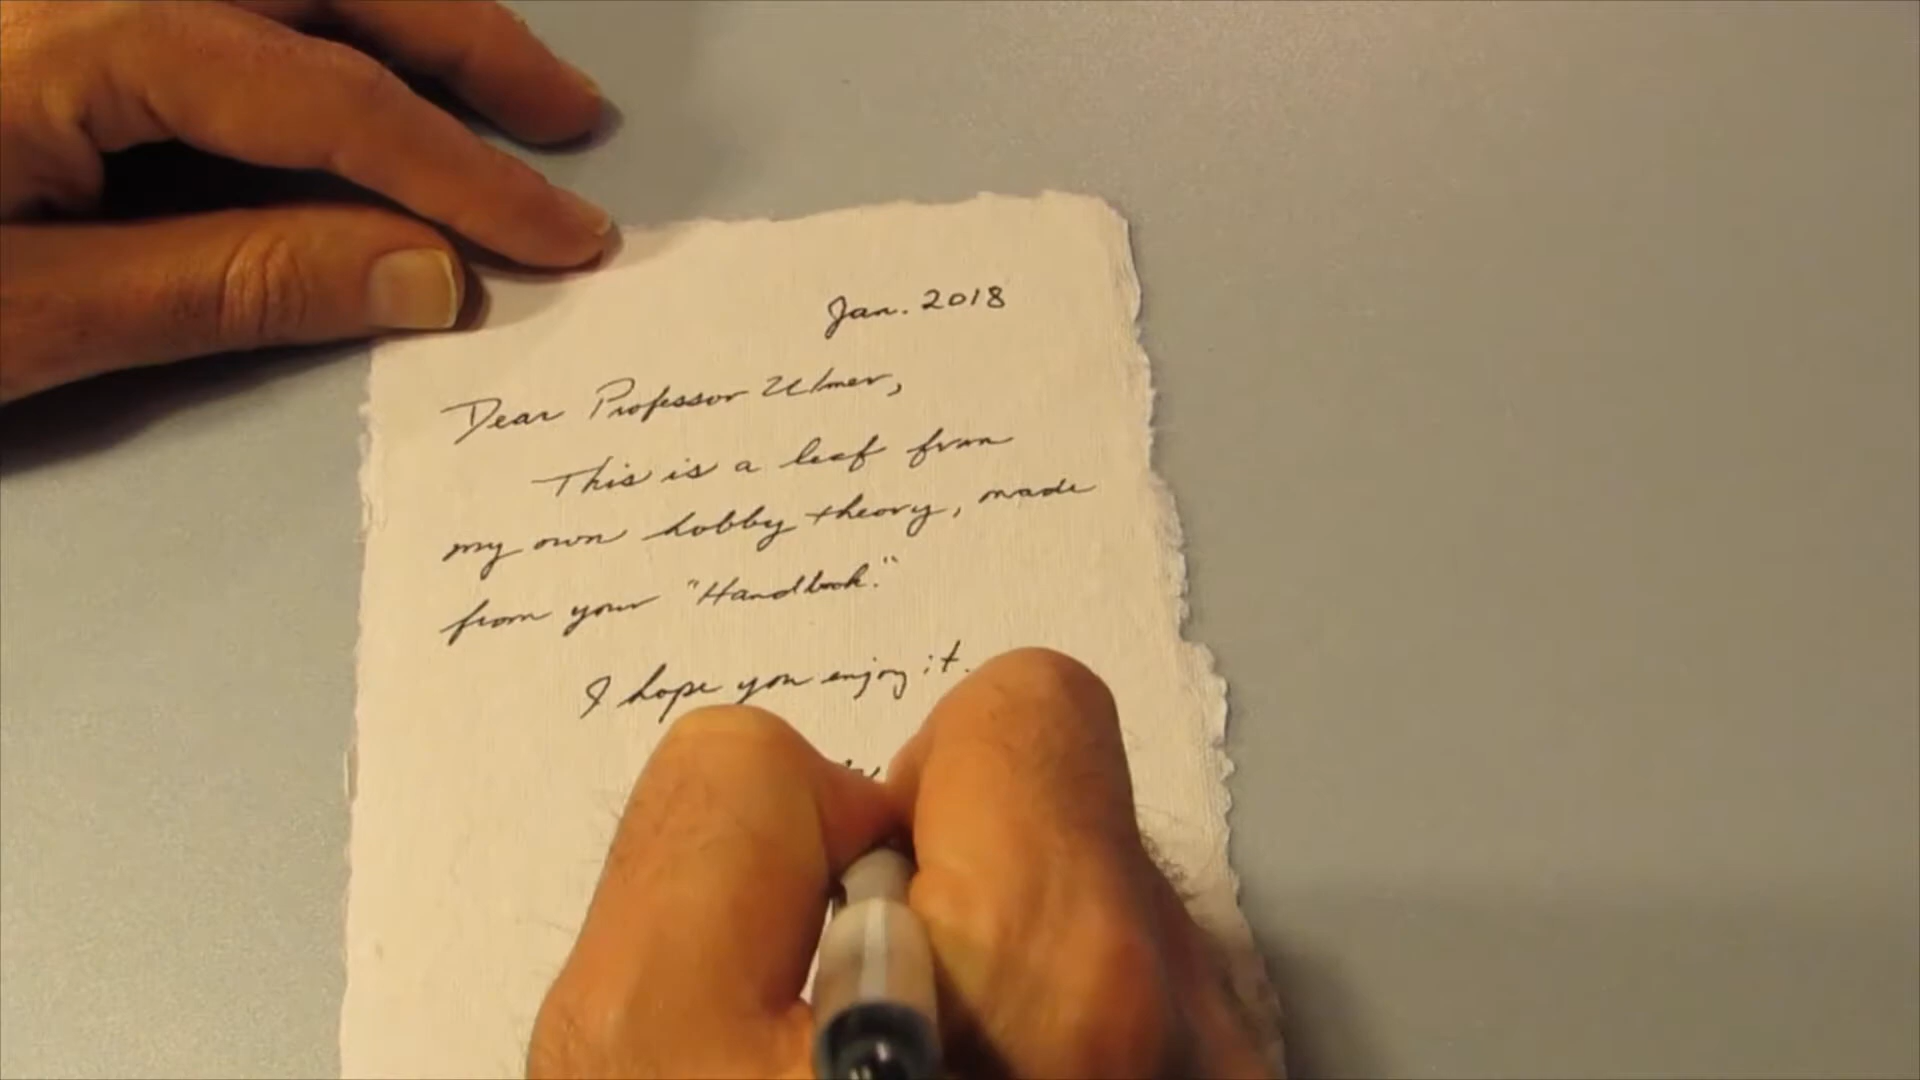 Jan. 2018
Dear Professor Ulmer,
This is a leaf from
my own hobby theory, made
from your "Handbook."
I hope you enjoy it.